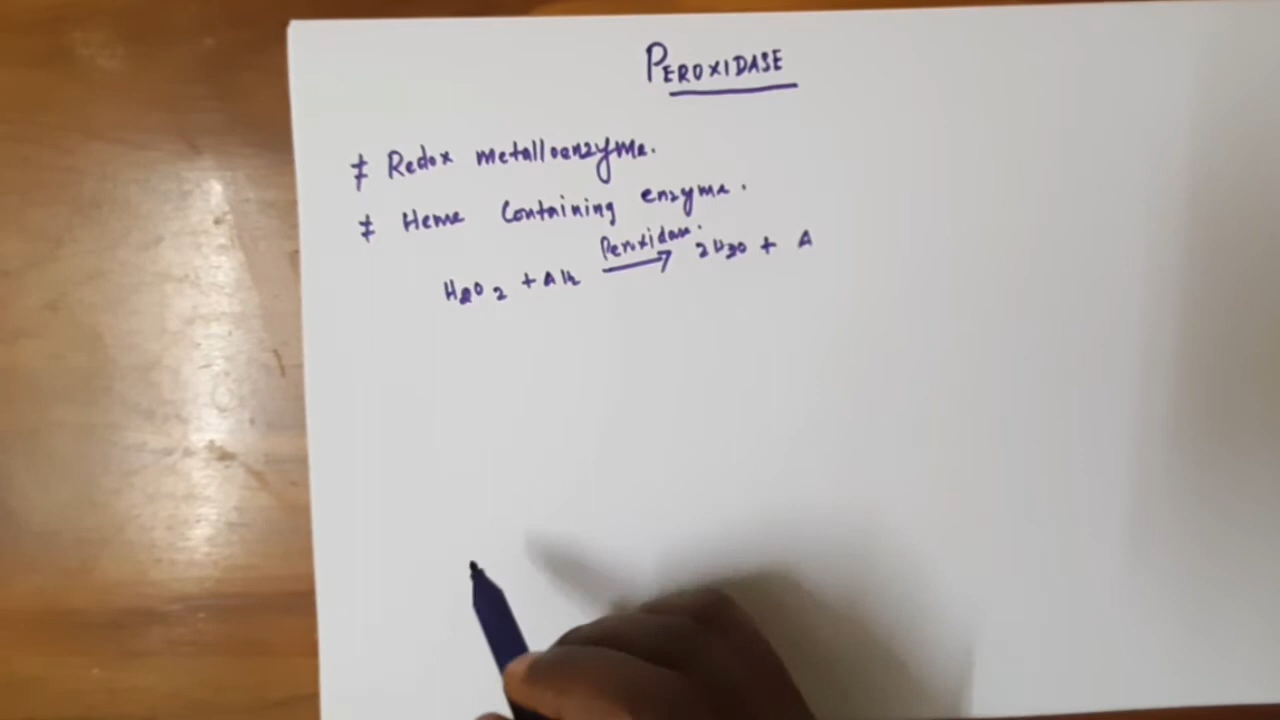 PEROXIDASE
≠ Redox metalloenzyme.
≠ Heme Containing enzyme.
Peroxidase.
H2O2 + AH2 → 2H2O + A